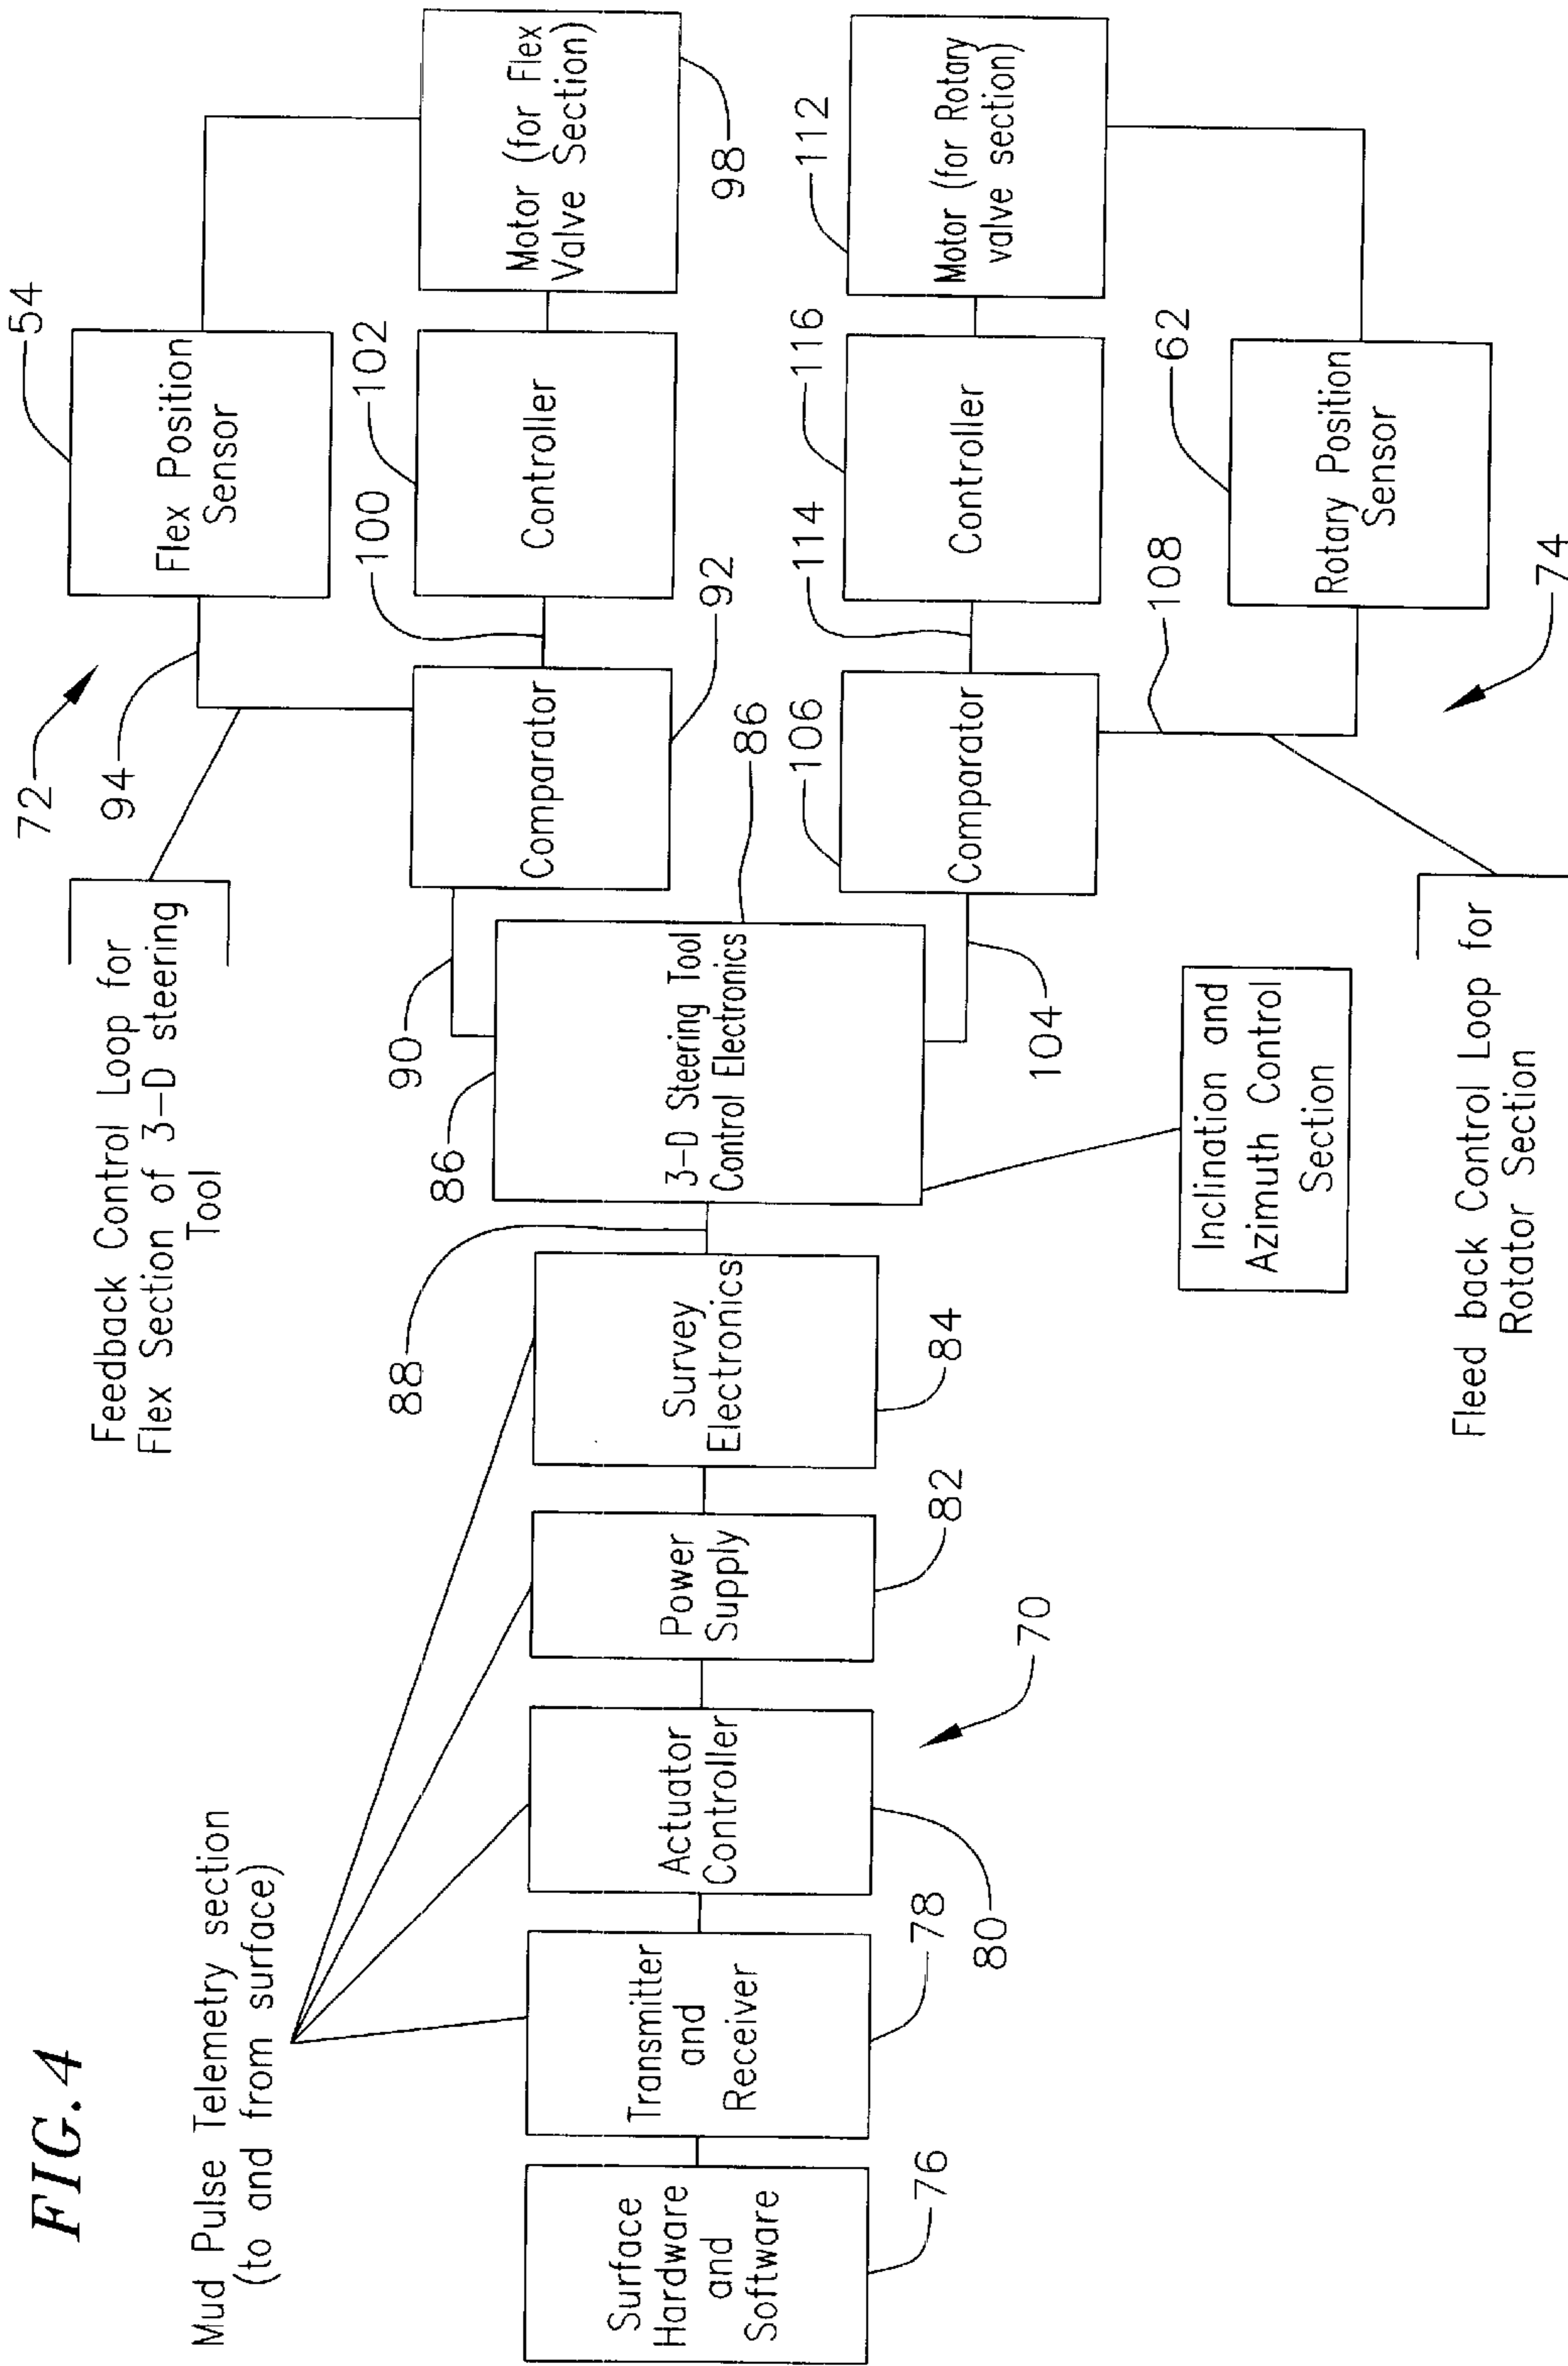 FIG. 4
Mud Pulse Telemetry section
(to and from surface)
Surface
Hardware
and
Software
76
Transmitter
and
Receiver
78
Actuator
Controller
80
70
Power
Supply
82
Survey
Electronics
84
88
Feedback Control Loop for
Flex Section of 3-D steering
Tool
86
3-D Steering Tool
Control Electronics
86
90
104
Inclination and
Azimuth Control
Section
Fleed back Control Loop for
Rotator Section
72
94
Comparator
92
100
Flex Position
Sensor
54
Controller
102
Motor (for Flex
Valve Section)
98
106
Comparator
108
114
Controller
116
Motor (for Rotary
valve section)
112
Rotary Position
Sensor
62
74